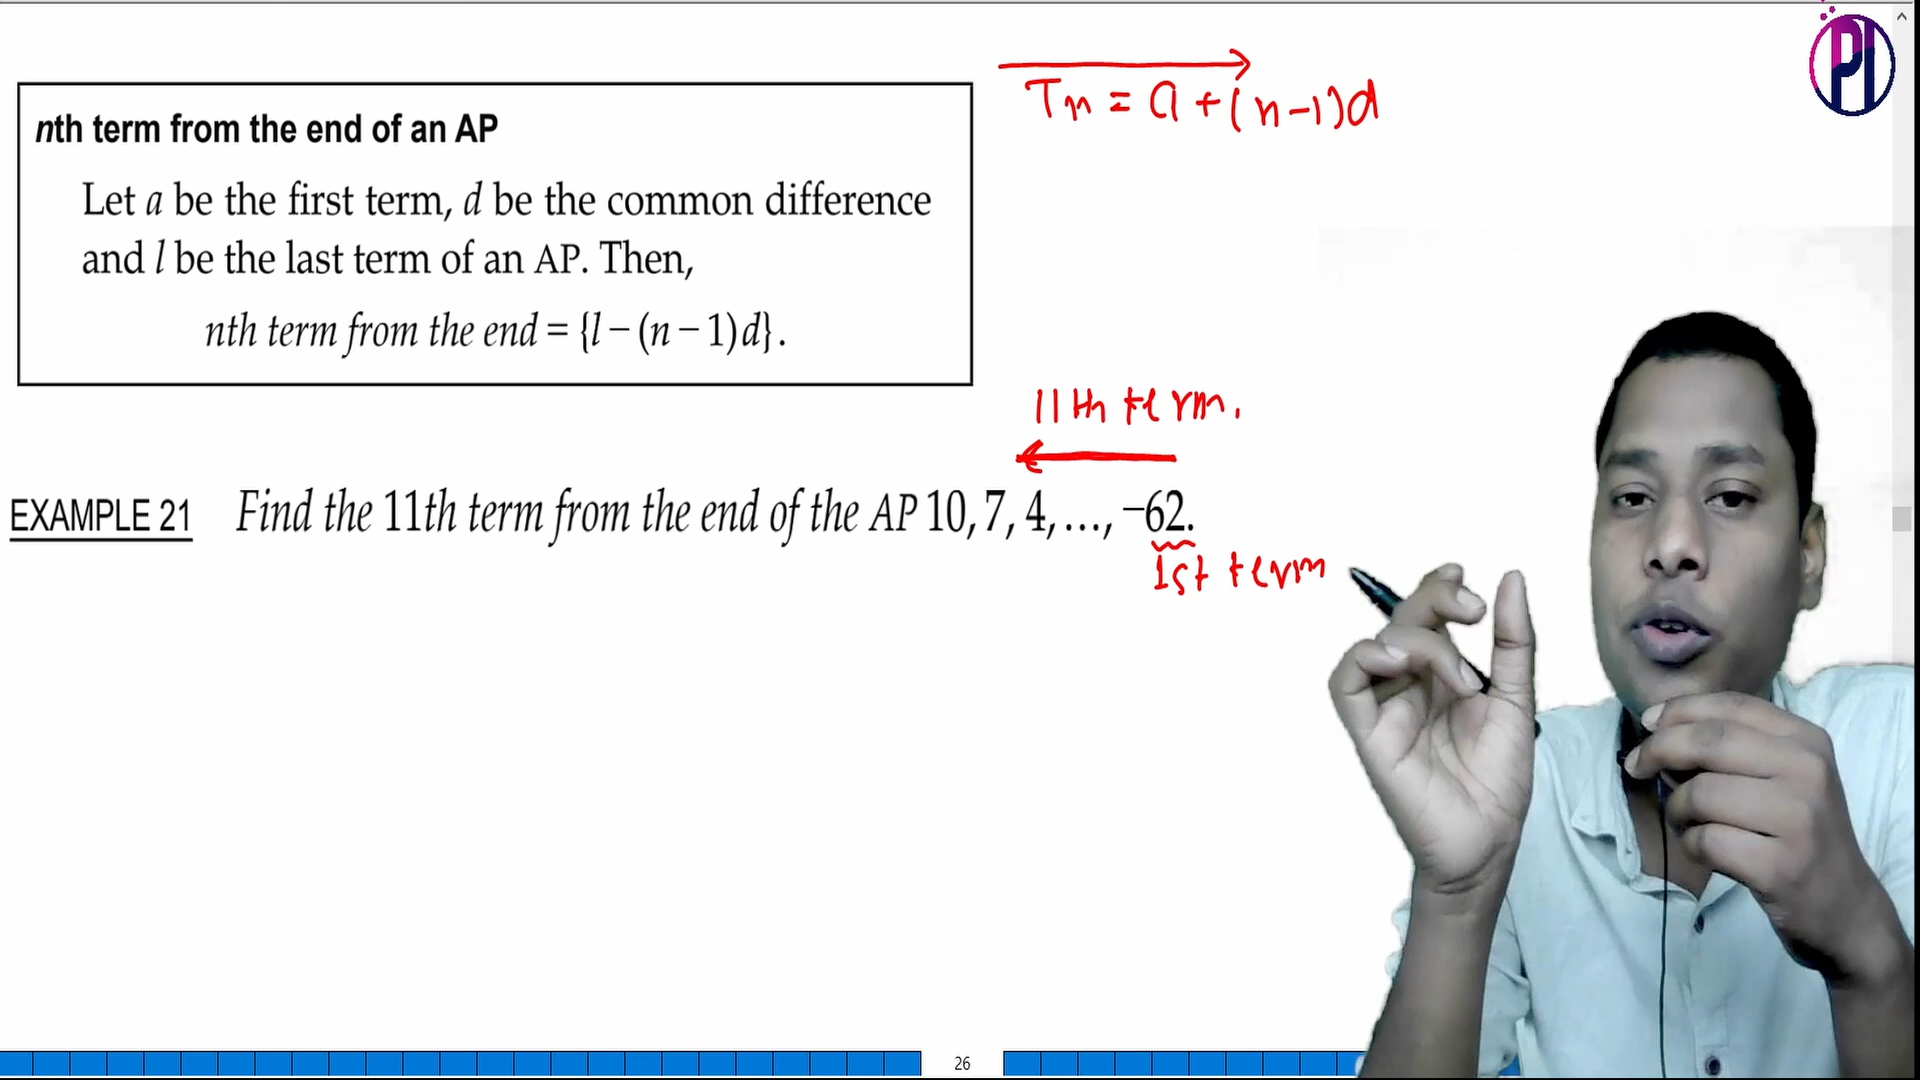 PI
Tn = a + (n-1)d
nth term from the end of an AP
Let a be the first term, d be the common difference
and l be the last term of an AP. Then,
nth term from the end = {l − (n − 1)d}.
11th term.
EXAMPLE 21 Find the 11th term from the end of the AP 10, 7, 4, ..., −62.
1st term
26